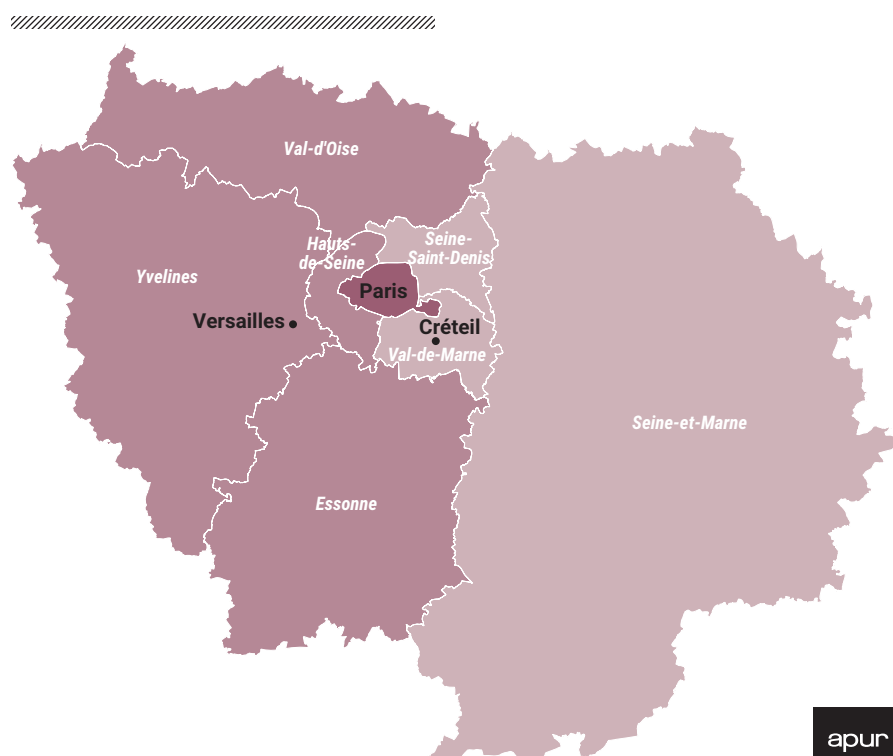 Val-d'Oise
Hauts-
de-Seine
Seine-
Saint-Denis
Yvelines
Paris
Versailles
Créteil
Val-de-Marne
Seine-et-Marne
Essonne
apur